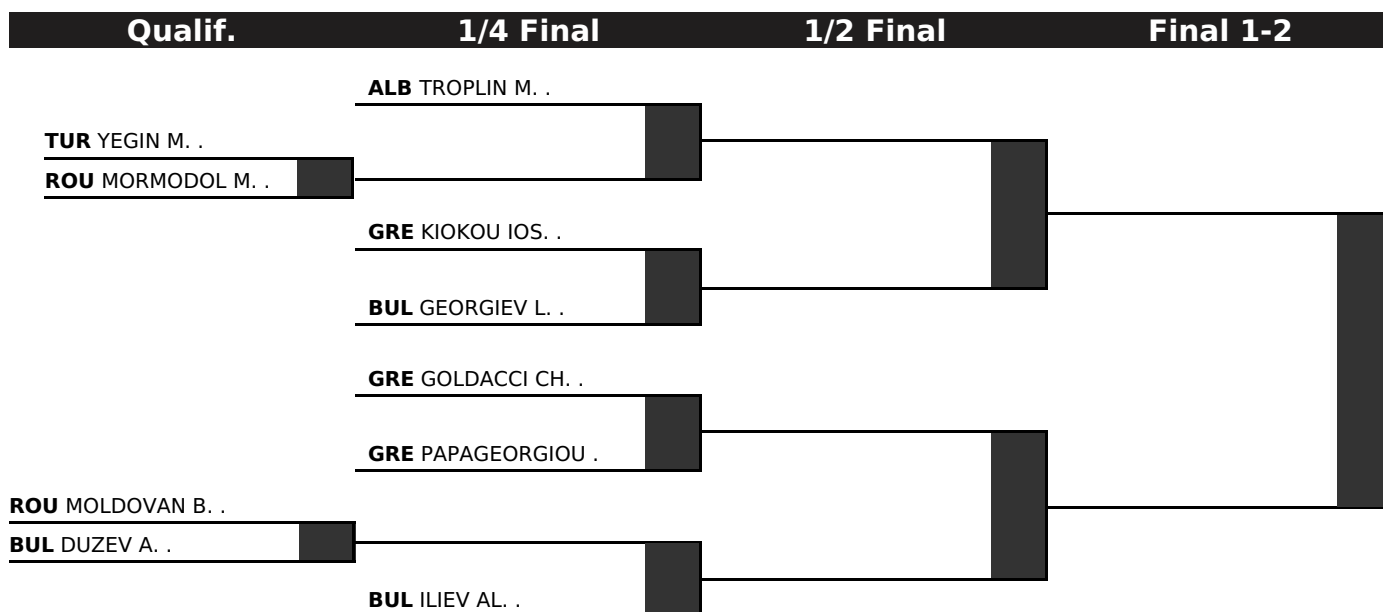 Qualif. 1/4 Final 1/2 Final Final 1-2
ALB TROPLIN M. .
TUR YEGIN M. .
ROU MORMODOL M. .
GRE KIOKOU IOS. .
BUL GEORGIEV L. .
GRE GOLDACCI CH. .
GRE PAPAGEORGIOU .
ROU MOLDOVAN B. .
BUL DUZEV A. .
BUL ILIEV AL. .